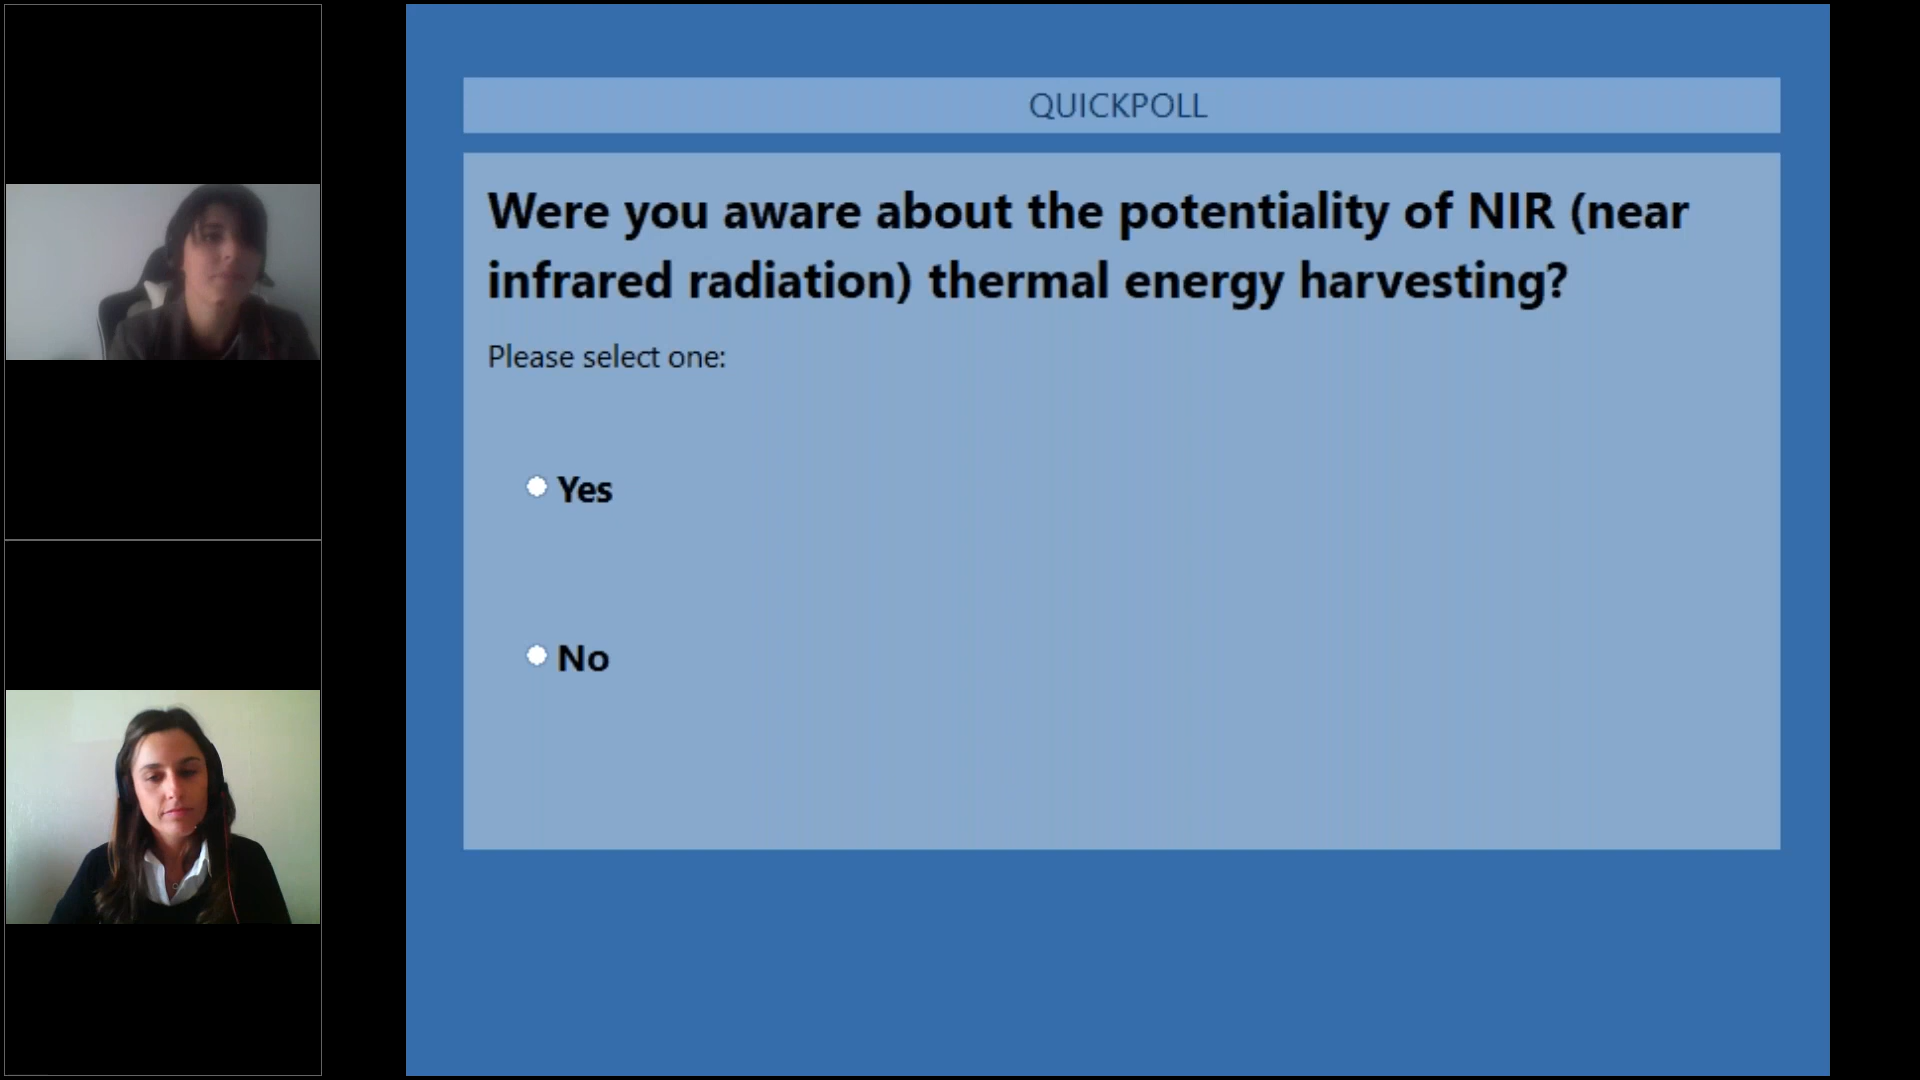 QUICKPOLL
Were you aware about the potentiality of NIR (near
infrared radiation) thermal energy harvesting?
Please select one:
Yes
No